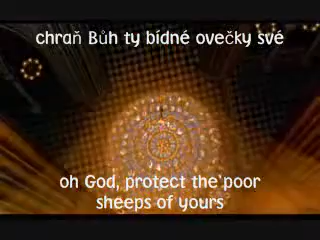 chraň Bůh ty bídné ovečky své
oh God, protect the poor
sheeps of yours